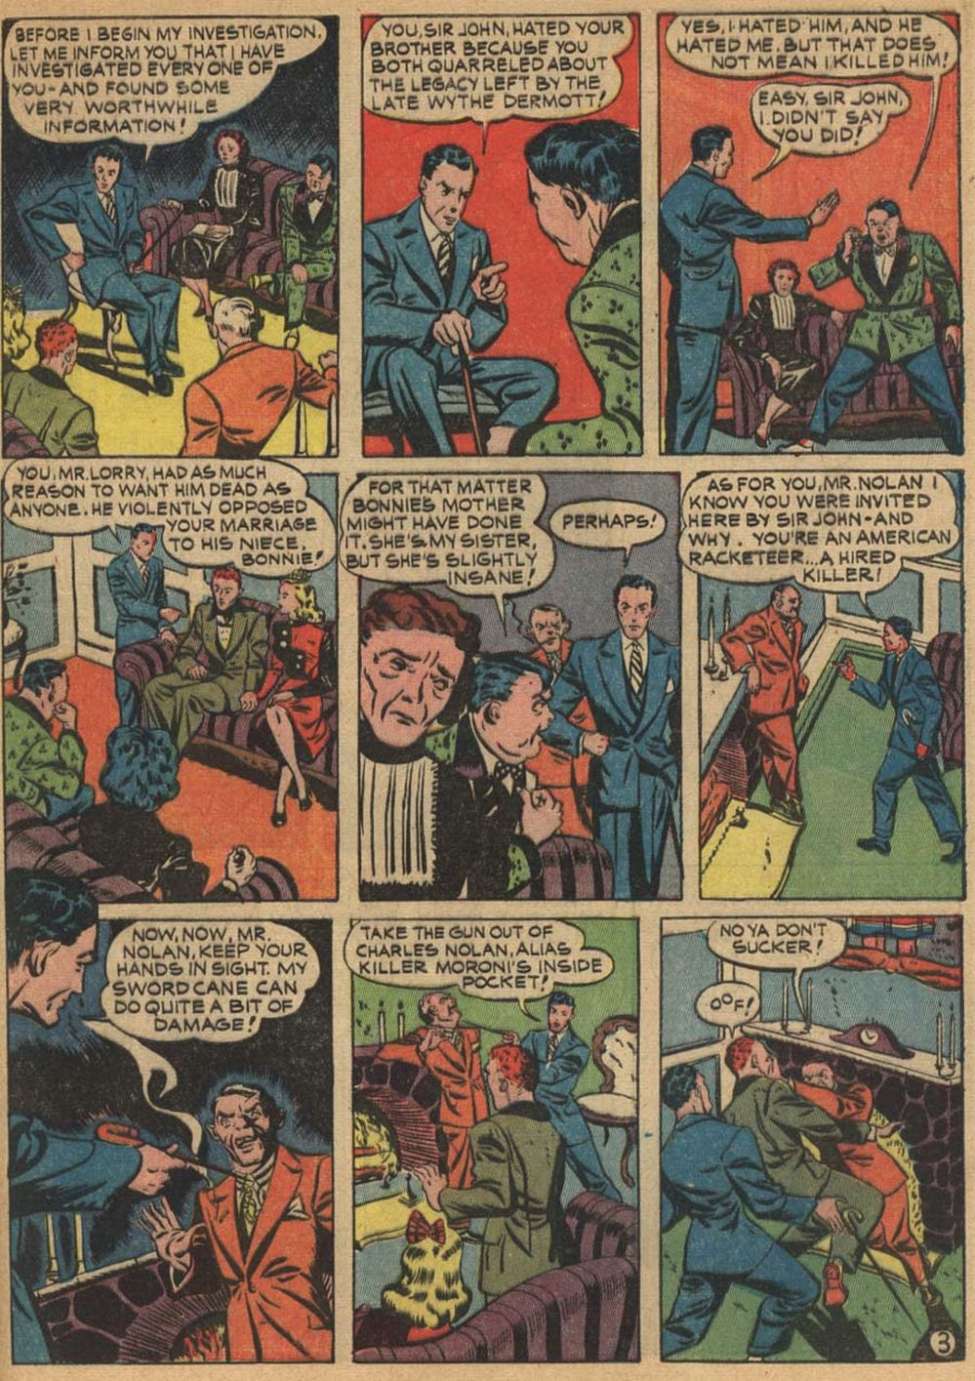 BEFORE I BEGIN MY INVESTIGATION,
LET ME INFORM YOU THAT I HAVE
INVESTIGATED EVERY ONE OF
YOU-AND FOUND SOME
VERY WORTHWHILE
INFORMATION!
YOU, SIR JOHN, HATED YOUR
BROTHER BECAUSE YOU
BOTH QUARRELED ABOUT
THE LEGACY LEFT BY THE
LATE WYTHE DERMOTT!
YES, I HATED HIM, AND HE
HATED ME, BUT THAT DOES
NOT MEAN I KILLED HIM!
EASY, SIR JOHN,
I DIDN'T SAY
YOU DID!
YOU, MR. LORRY, HAD AS MUCH
REASON TO WANT HIM DEAD AS
ANYONE. HE VIOLENTLY OPPOSED
YOUR MARRIAGE
TO HIS NIECE,
BONNIE!
FOR THAT MATTER
BONNIES MOTHER
MIGHT HAVE DONE
IT. SHE'S MY SISTER,
BUT SHE'S SLIGHTLY
INSANE!
PERHAPS!
AS FOR YOU, MR. NOLAN I
KNOW YOU WERE INVITED
HERE BY SIR JOHN-AND
WHY. YOU'RE AN AMERICAN
RACKETEER...A HIRED
KILLER!
NOW, NOW, MR.
NOLAN, KEEP YOUR
HANDS IN SIGHT. MY
SWORD CANE CAN
DO QUITE A BIT OF
DAMAGE!
TAKE THE GUN OUT OF
CHARLES NOLAN, ALIAS
KILLER MORONI'S INSIDE
POCKET!
NO YA DON'T
SUCKER!
OOF!
3